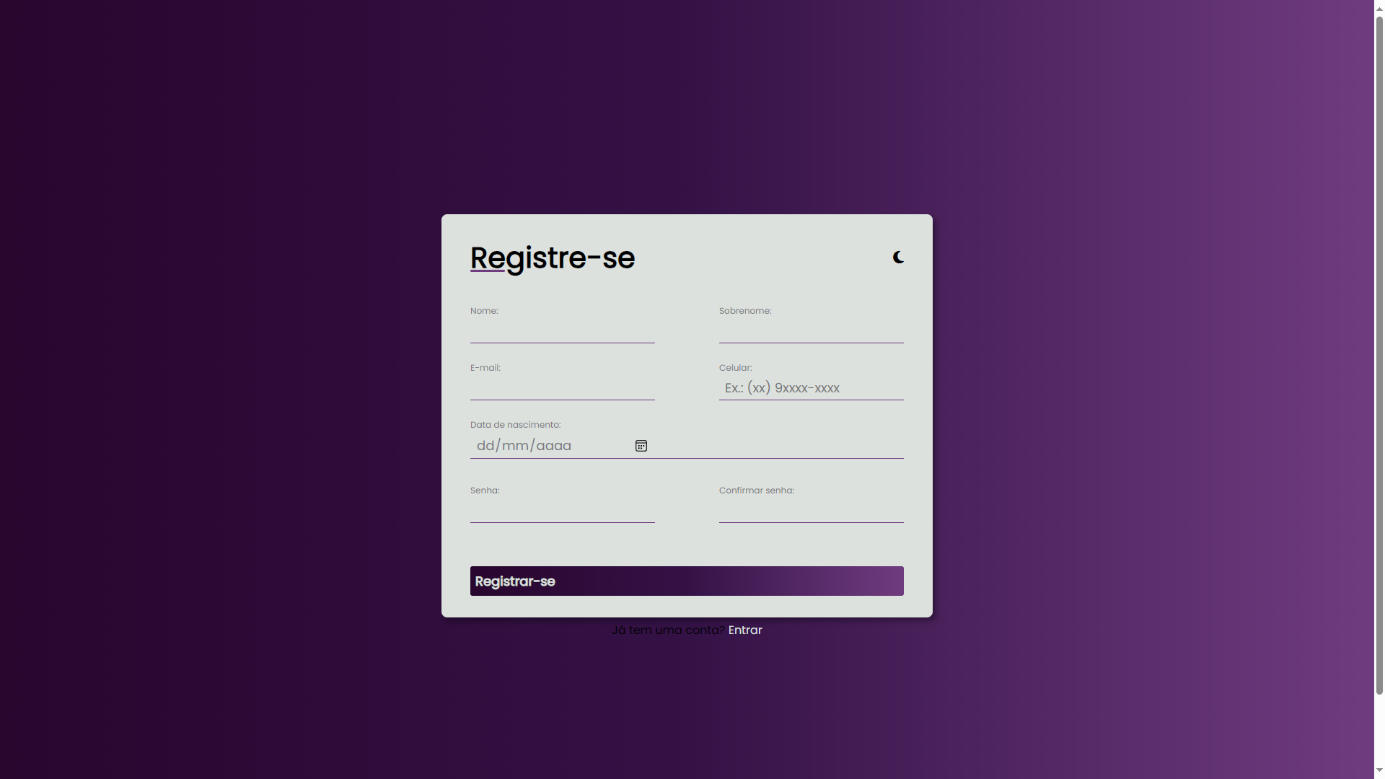 Registre-se
Nome:
Sobrenome:
E-mail:
Celular:
Ex.: (xx) 9xxxx-xxxx
Data de nascimento:
dd/mm/aaaa
Senha:
Confirmar senha:
Registrar-se
Já tem uma conta? Entrar